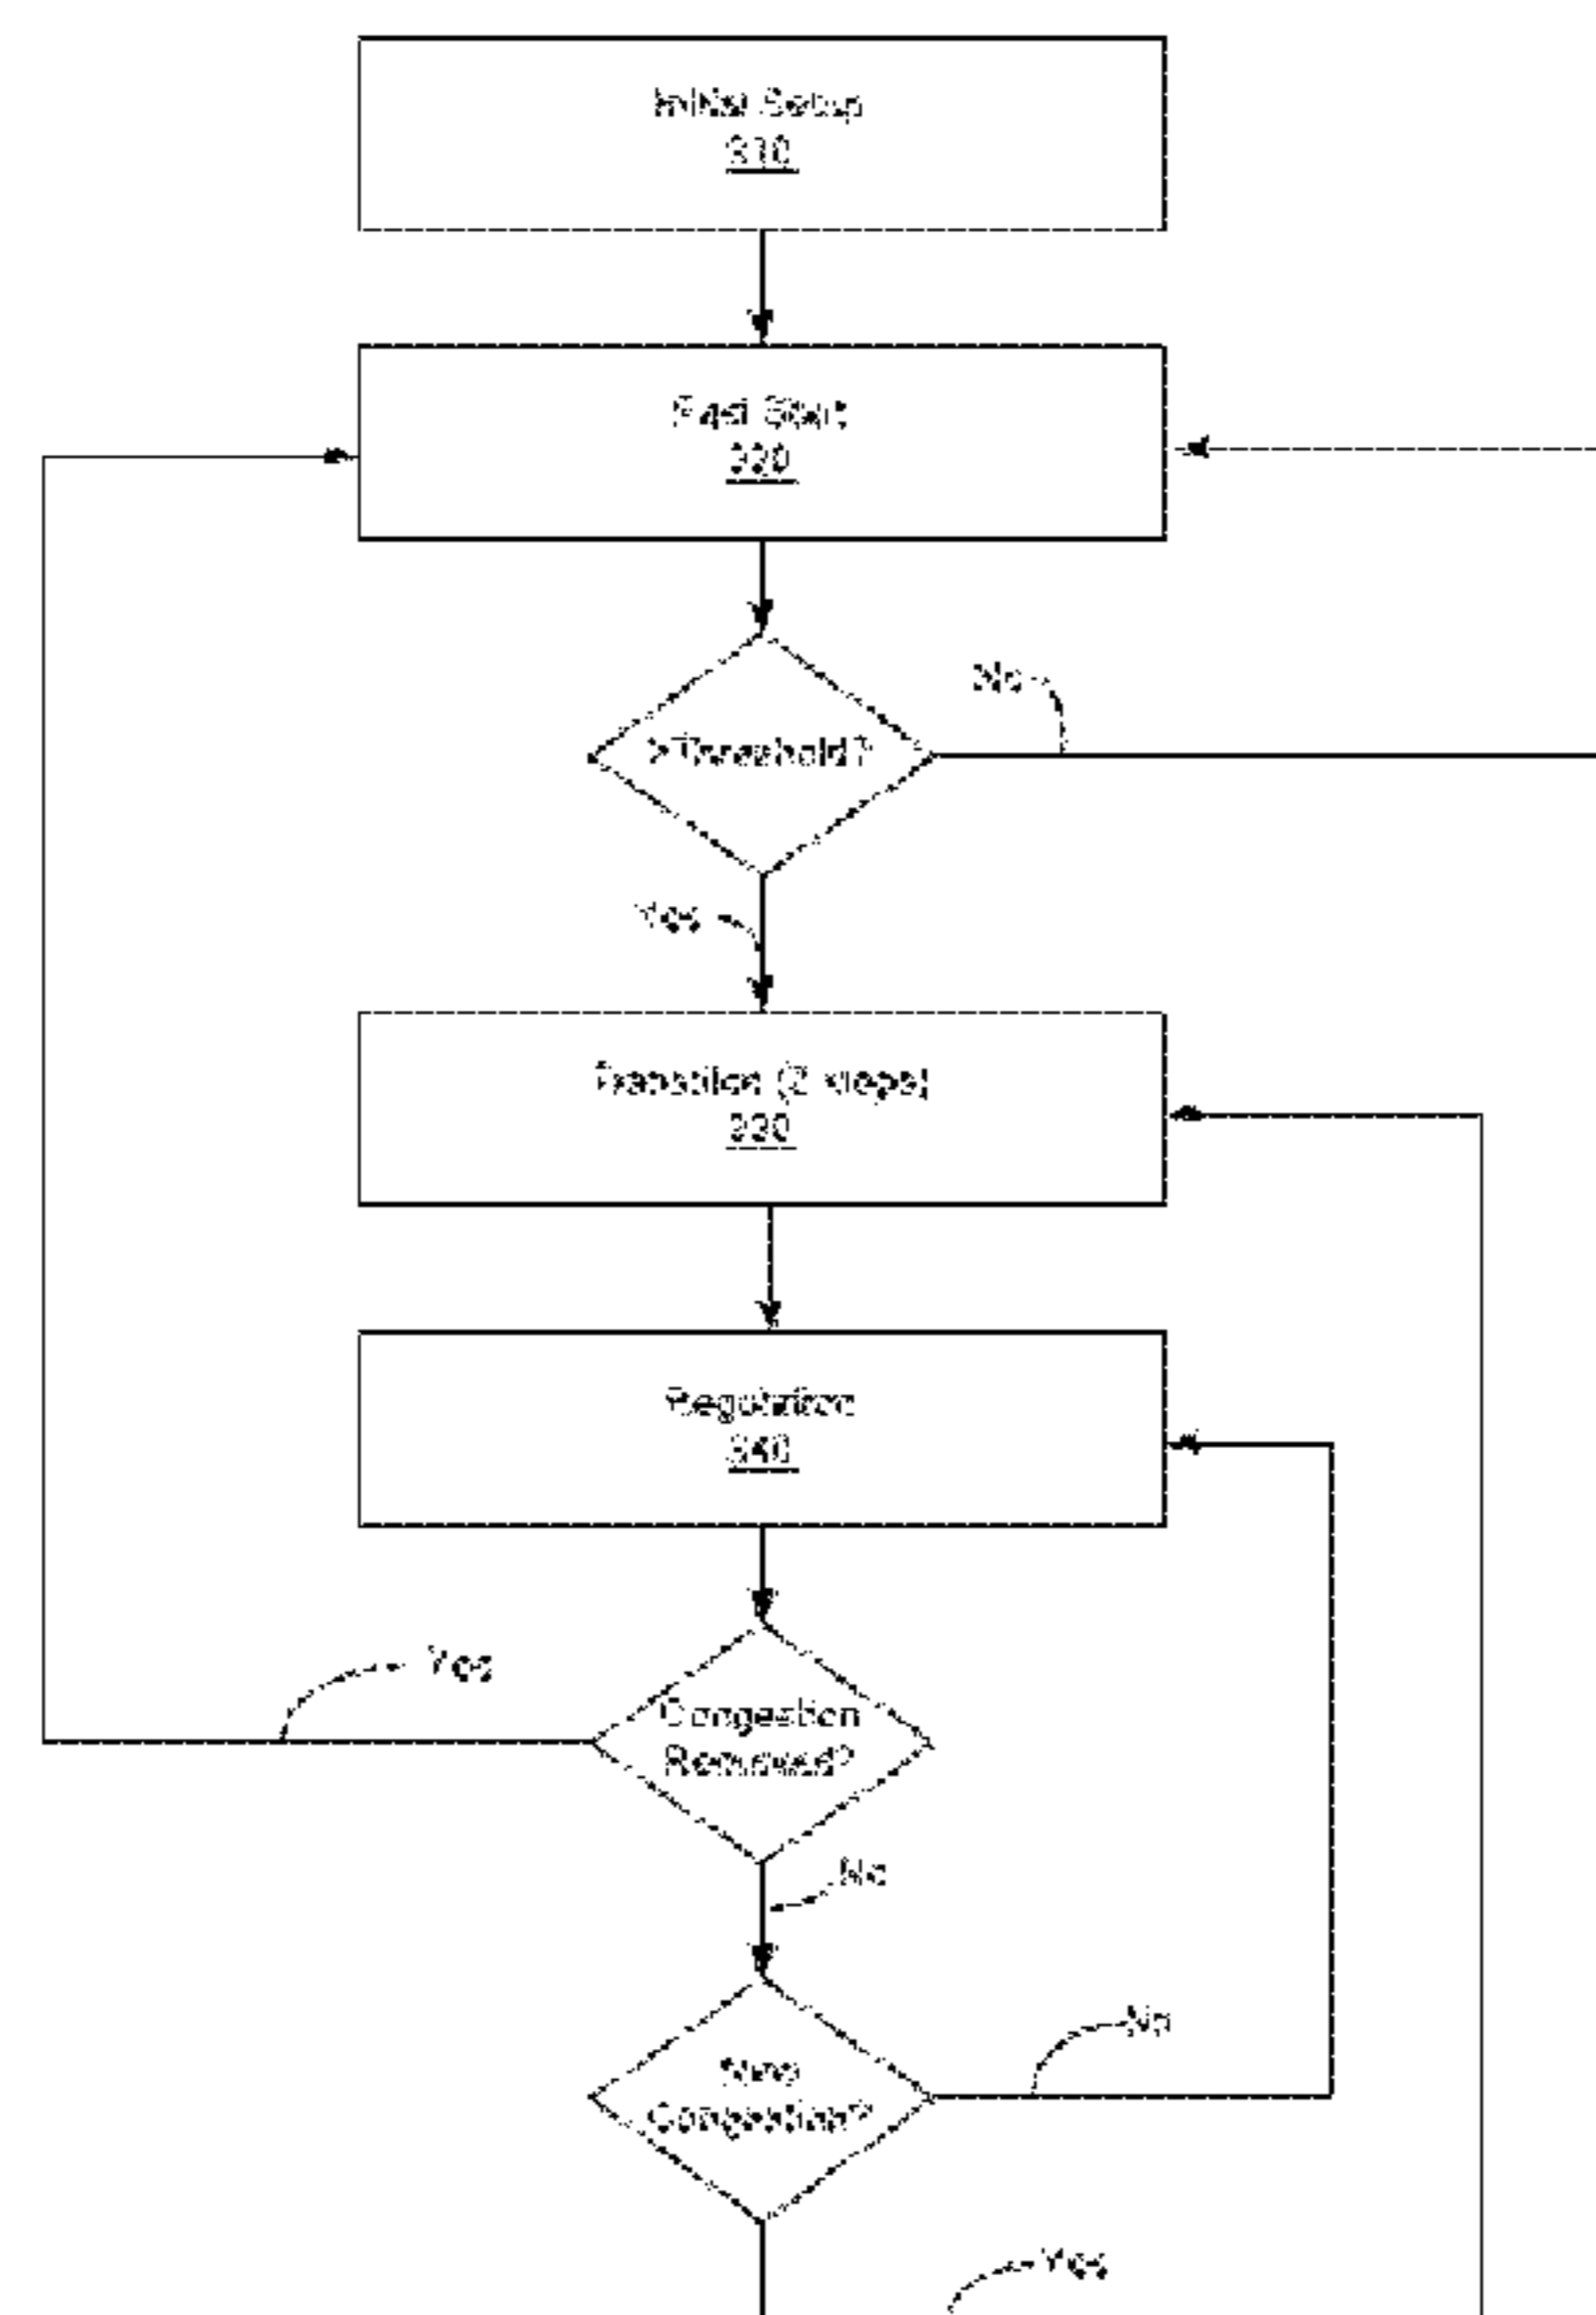 Initial Setup
310
Fast Start
320
> Threshold?
No
Yes
Transition (2 steps)
330
Regulation
340
Yes
Congestion
Removed?
No
No
New
Congestion?
Yes